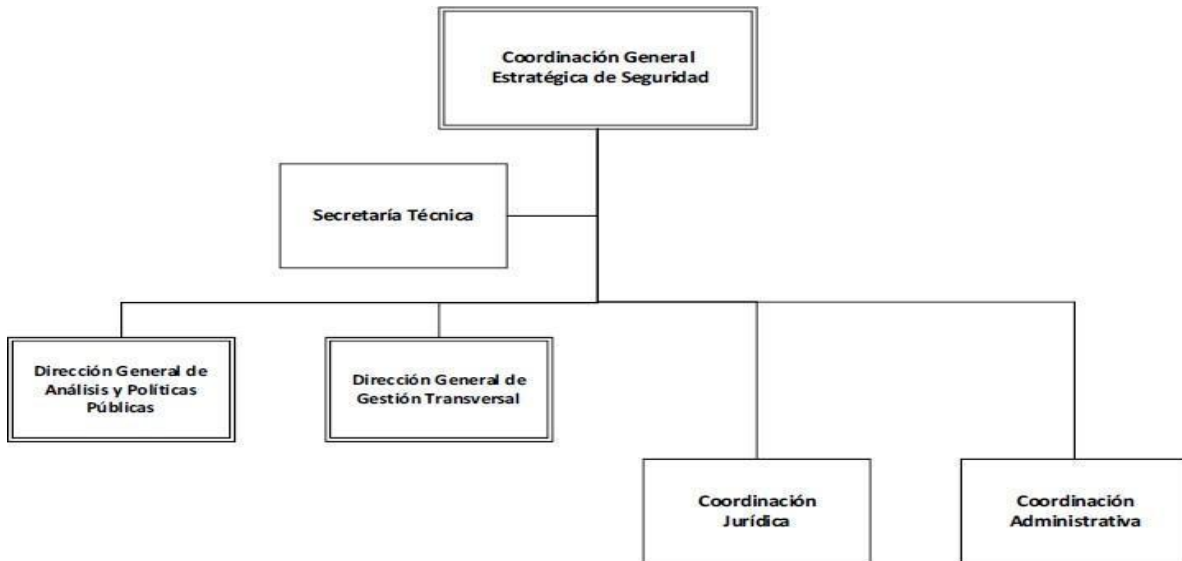 Coordinación General
Estratégica de Seguridad
Secretaría Técnica
Dirección General de
Análisis y Políticas
Públicas
Dirección General de
Gestión Transversal
Coordinación
Jurídica
Coordinación
Administrativa